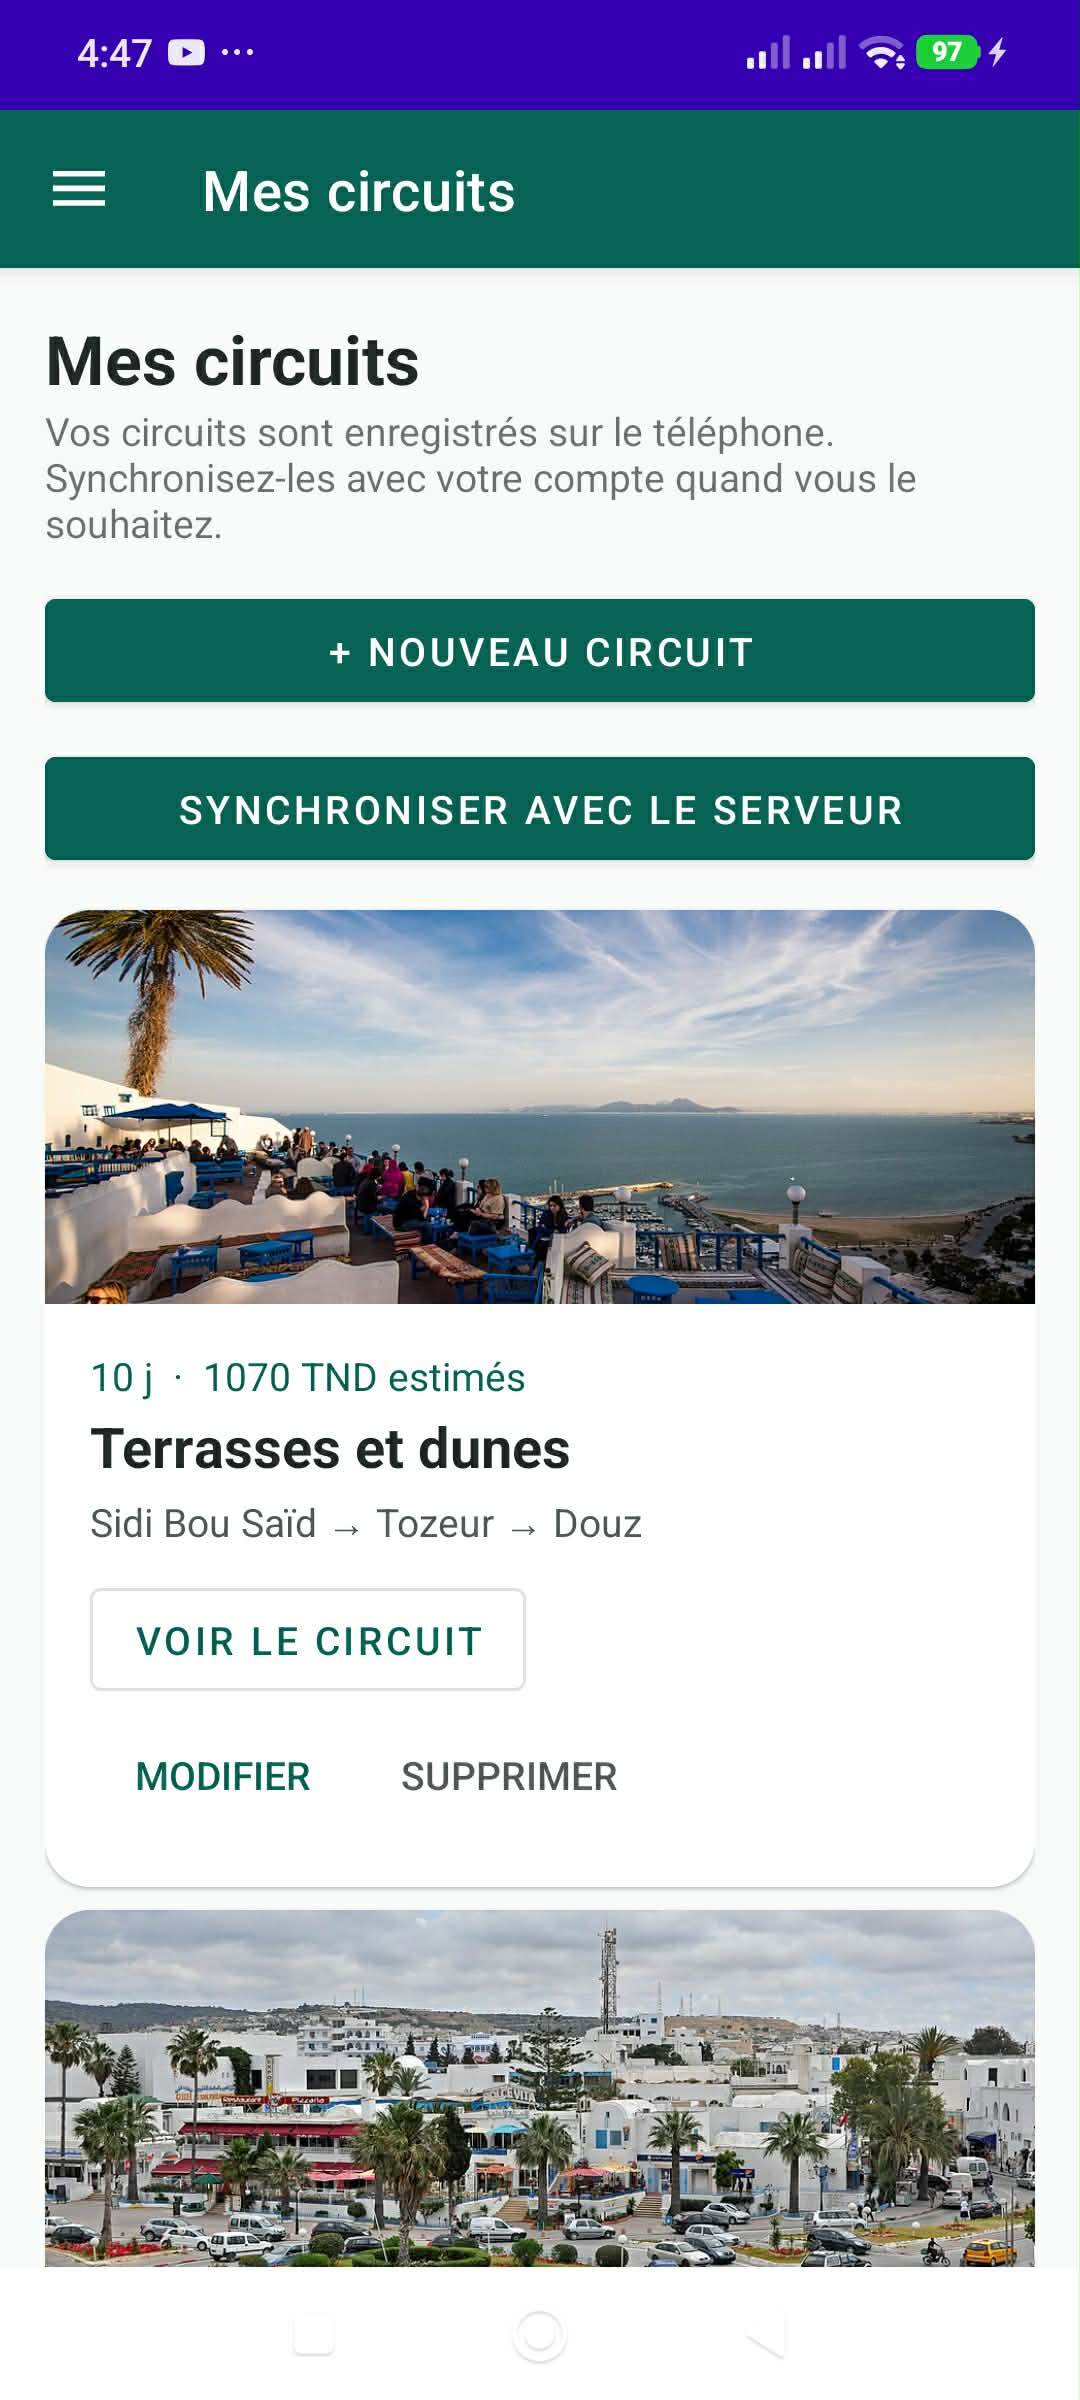 4:47
97
Mes circuits
Mes circuits
Vos circuits sont enregistrés sur le téléphone.
Synchronisez-les avec votre compte quand vous le
souhaitez.
+ NOUVEAU CIRCUIT
SYNCHRONISER AVEC LE SERVEUR
10 j · 1070 TND estimés
Terrasses et dunes
Sidi Bou Saïd → Tozeur → Douz
VOIR LE CIRCUIT
MODIFIER SUPPRIMER
Restaurant Pizzaria